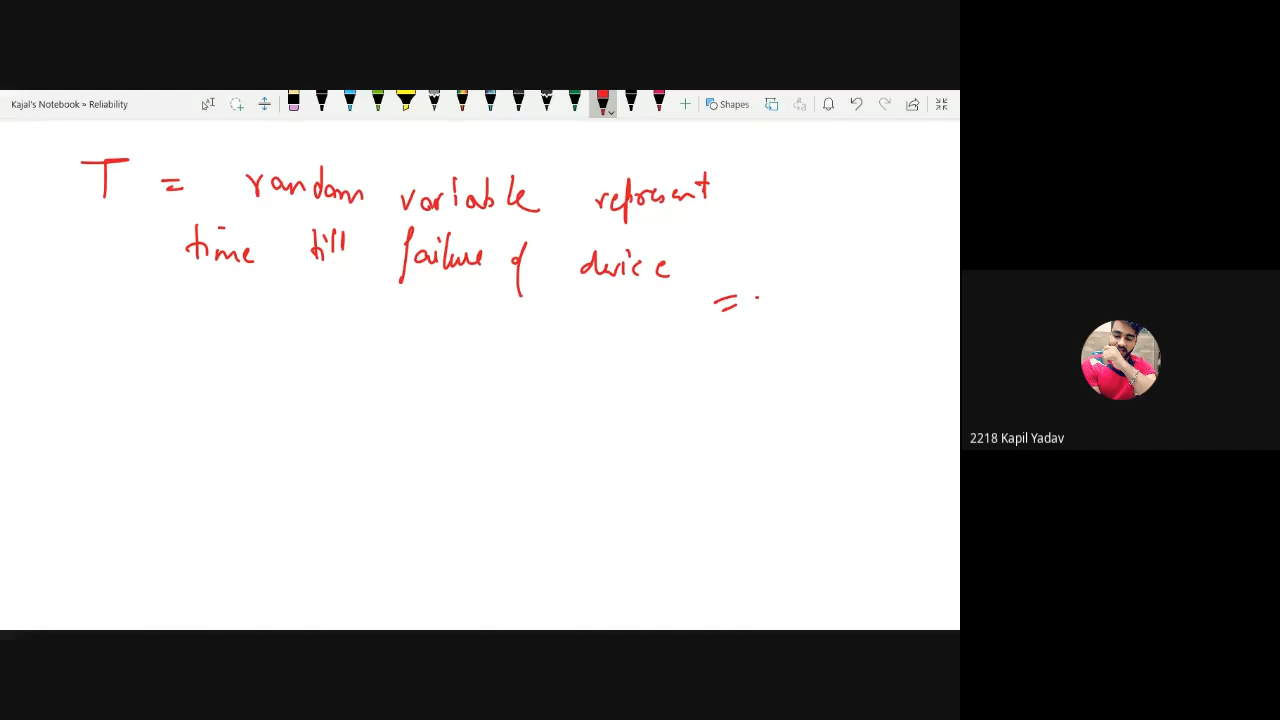 Kajal's Notebook » Reliability
Shapes
T = random variable represent
time till failure of device
=
2218 Kapil Yadav